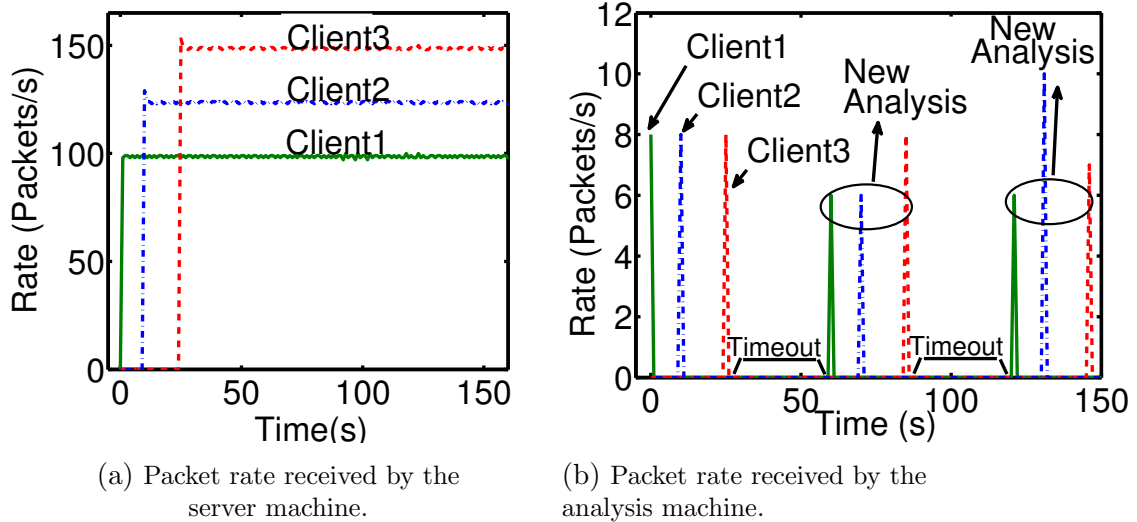 150
100
50
0
Rate (Packets/s)
Client3
Client2
Client1
0
50
100
150
Time(s)
(a) Packet rate received by the
server machine.
12
10
8
6
4
2
0
Rate (Packets/s)
Client1
Client2
Client3
New
Analysis
New
Analysis
Timeout
Timeout
0
50
100
150
Time (s)
(b) Packet rate received by the
analysis machine.